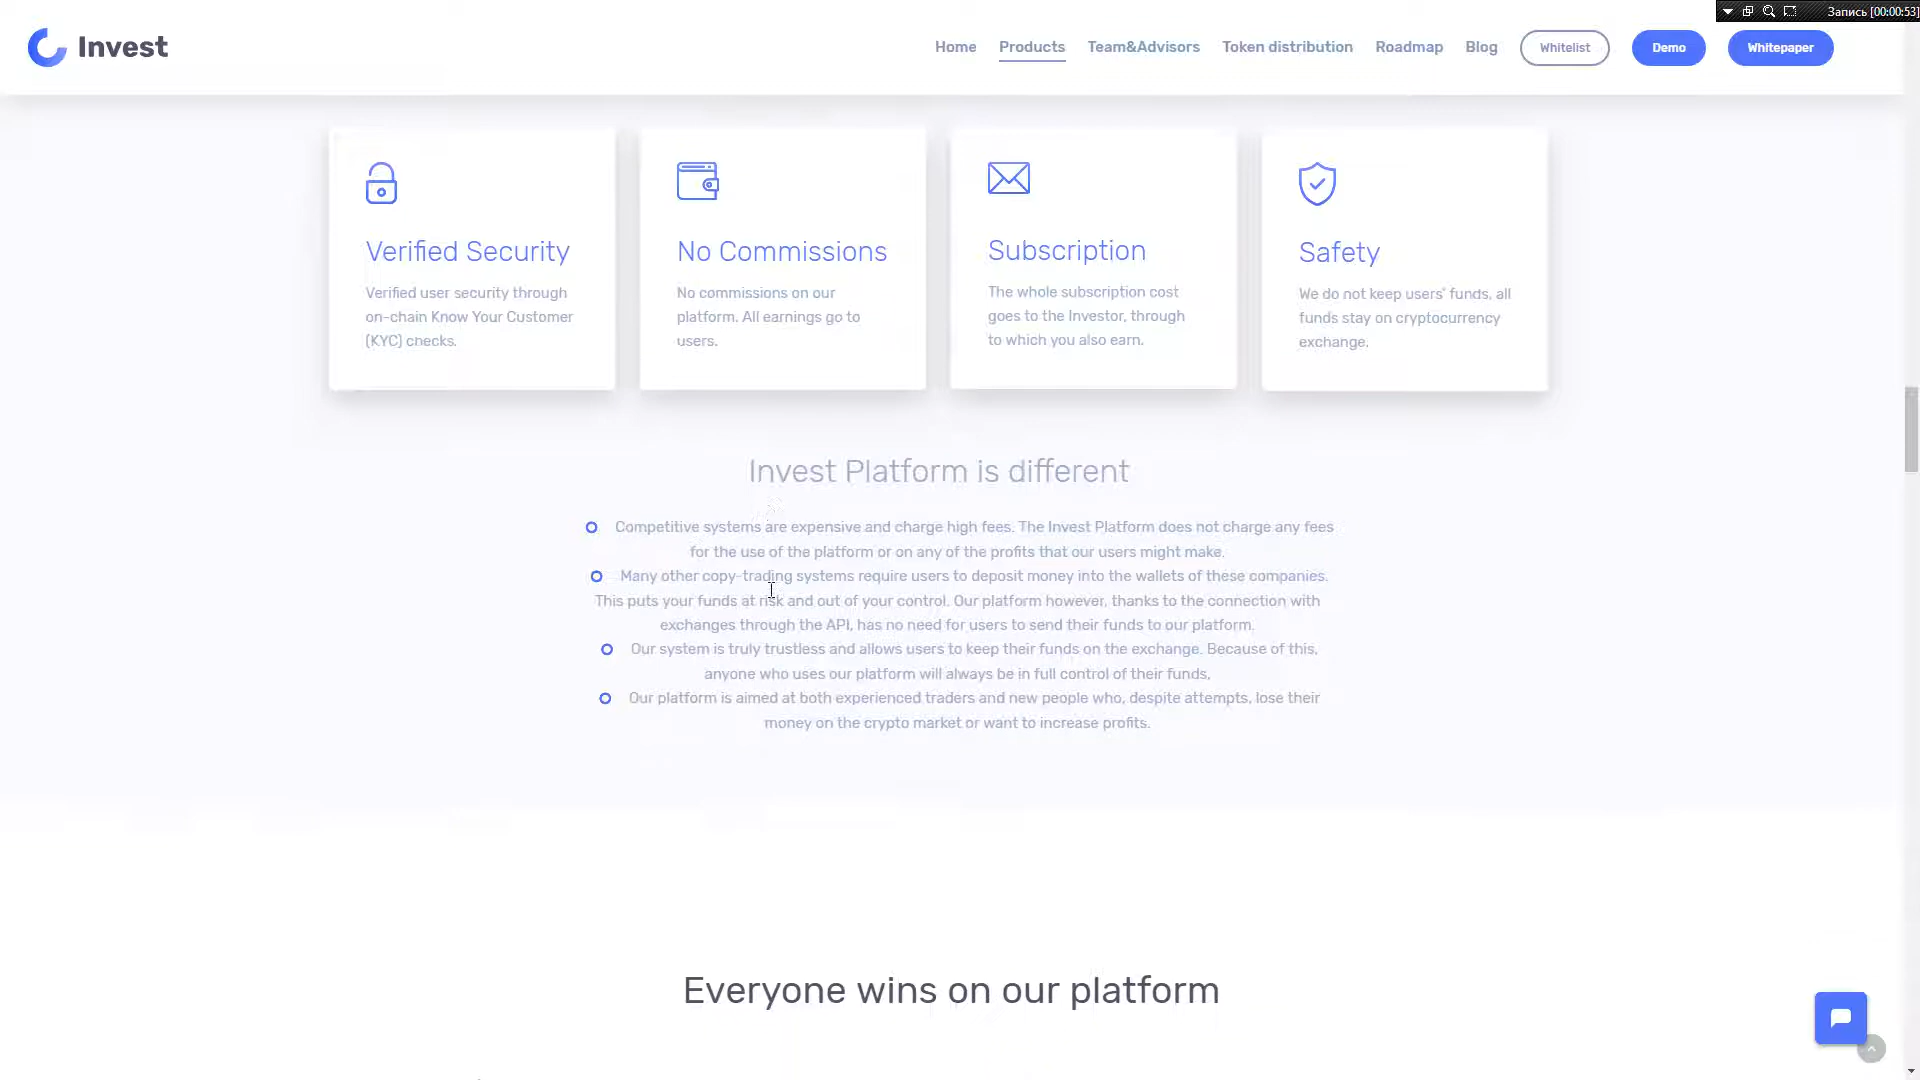 Запись [00:00:53]
Invest
Home Products Team&Advisors Token distribution Roadmap Blog Whitelist Demo Whitepaper
Verified Security
Verified user security through
on-chain Know Your Customer
(KYC) checks.
No Commissions
No commissions on our
platform. All earnings go to
users.
Subscription
The whole subscription cost
goes to the Investor, through
to which you also earn.
Safety
We do not keep users' funds, all
funds stay on cryptocurrency
exchange.
Invest Platform is different
Competitive systems are expensive and charge high fees. The Invest Platform does not charge any fees
for the use of the platform or on any of the profits that our users might make.
Many other copy-trading systems require users to deposit money into the wallets of these companies.
This puts your funds at risk and out of your control. Our platform however, thanks to the connection with
exchanges through the API, has no need for users to send their funds to our platform.
Our system is truly trustless and allows users to keep their funds on the exchange. Because of this,
anyone who uses our platform will always be in full control of their funds,
Our platform is aimed at both experienced traders and new people who, despite attempts, lose their
money on the crypto market or want to increase profits.
Everyone wins on our platform